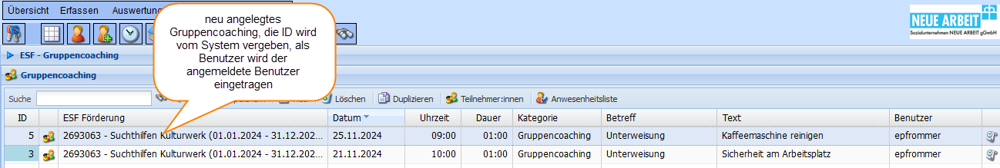 Übersicht Erfassen Auswertung
NEUE ARBEIT
Sozialunternehmen NEUE ARBEIT gGmbH
neu angelegtes
Gruppencoaching, die ID wird
vom System vergeben, als
Benutzer wird der
angemeldete Benutzer
eingetragen
ESF - Gruppencoaching
Gruppencoaching
Suche Löschen Duplizieren Teilnehmer:innen Anwesenheitsliste
ID ESF Förderung Datum Uhrzeit Dauer Kategorie Betreff Text Benutzer
5 2693063 - Suchthilfen Kulturwerk (01.01.2024 - 31.12.202... 25.11.2024 09:00 01:00 Gruppencoaching Unterweisung Kaffeemaschine reinigen epfrommer
3 2693063 - Suchthilfen Kulturwerk (01.01.2024 - 31.12.202... 21.11.2024 10:00 01:00 Gruppencoaching Unterweisung Sicherheit am Arbeitsplatz epfrommer